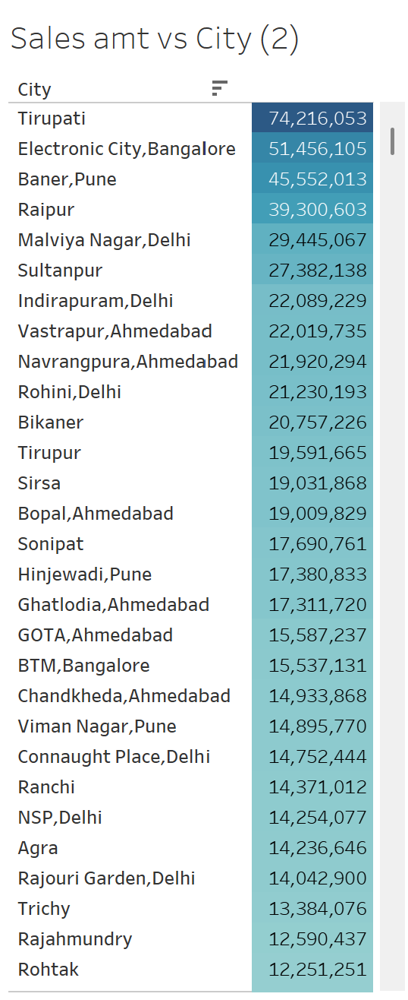 Sales amt vs City (2)
City
Tirupati 74,216,053
Electronic City,Bangalore 51,456,105
Baner,Pune 45,552,013
Raipur 39,300,603
Malviya Nagar,Delhi 29,445,067
Sultanpur 27,382,138
Indirapuram,Delhi 22,089,229
Vastrapur,Ahmedabad 22,019,735
Navrangpura,Ahmedabad 21,920,294
Rohini,Delhi 21,230,193
Bikaner 20,757,226
Tirupur 19,591,665
Sirsa 19,031,868
Bopal,Ahmedabad 19,009,829
Sonipat 17,690,761
Hinjewadi,Pune 17,380,833
Ghatlodia,Ahmedabad 17,311,720
GOTA,Ahmedabad 15,587,237
BTM,Bangalore 15,537,131
Chandkheda,Ahmedabad 14,933,868
Viman Nagar,Pune 14,895,770
Connaught Place,Delhi 14,752,444
Ranchi 14,371,012
NSP,Delhi 14,254,077
Agra 14,236,646
Rajouri Garden,Delhi 14,042,900
Trichy 13,384,076
Rajahmundry 12,590,437
Rohtak 12,251,251